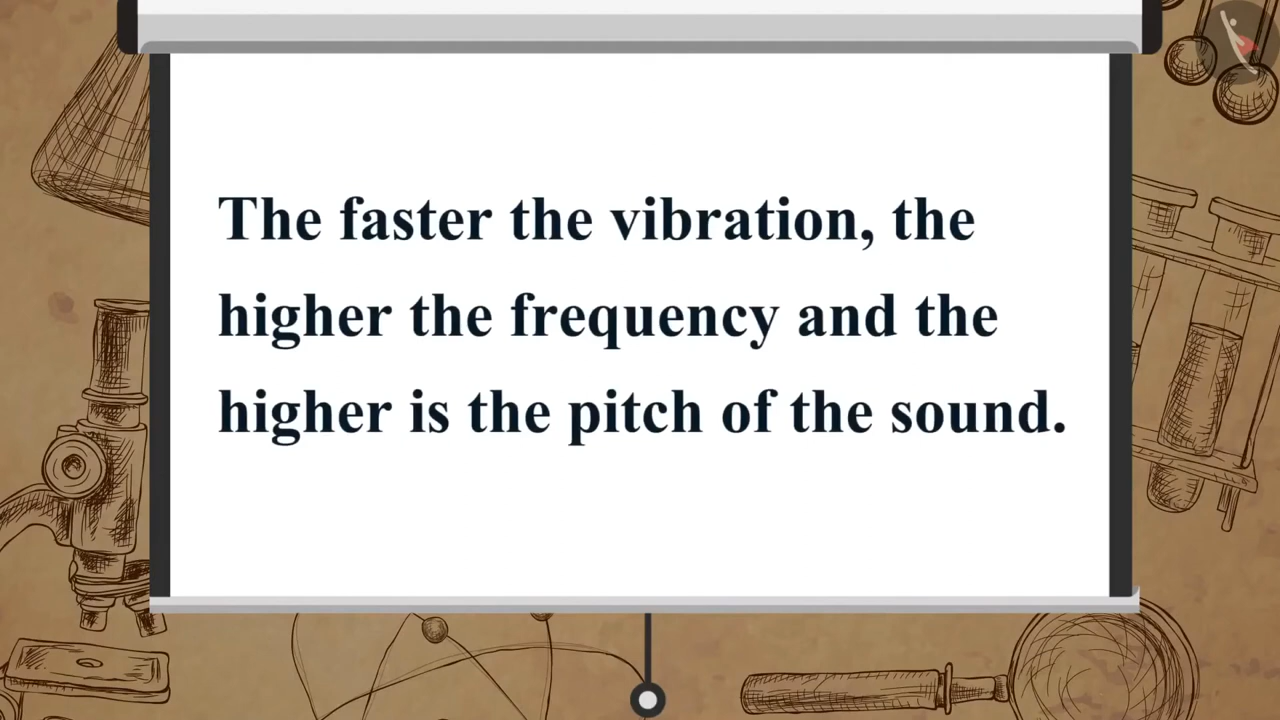 The faster the vibration, the
higher the frequency and the
higher is the pitch of the sound.